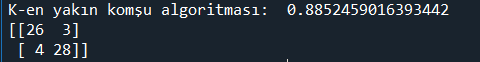 K-en yakın komşu algoritması:  0.8852459016393442
[[26  3]
 [ 4 28]]